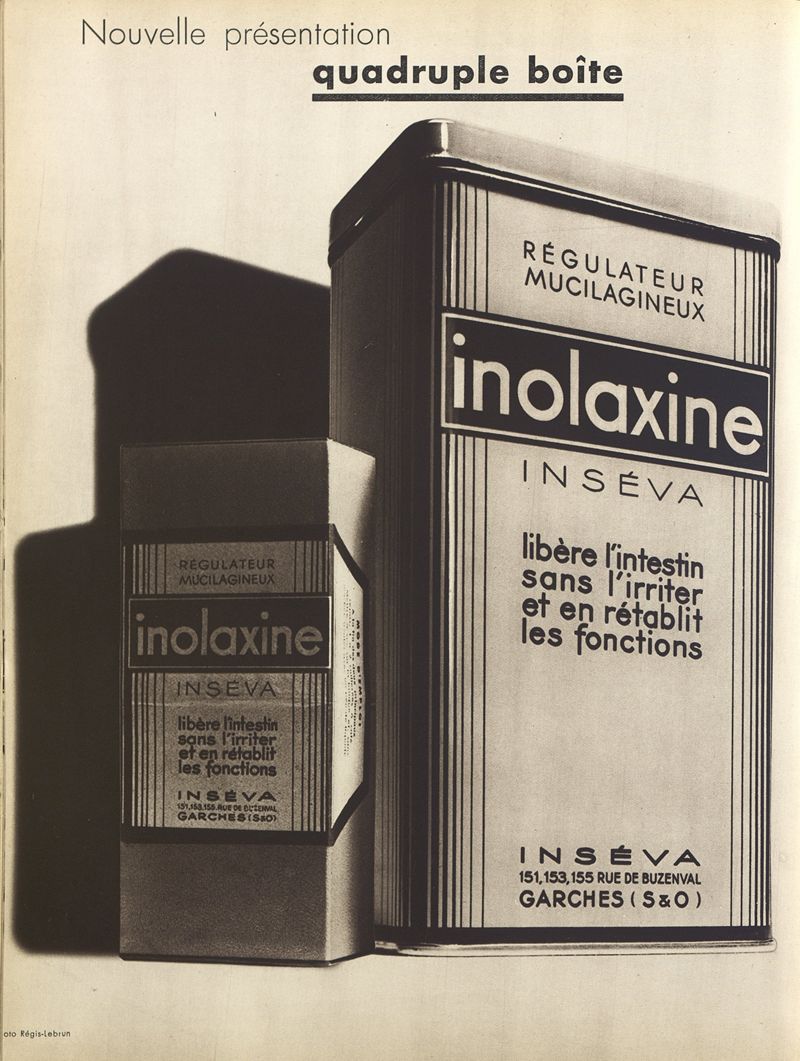 Nouvelle présentation
quadruple boîte
RÉGULATEUR
MUCILAGINEUX
inolaxine
INSÉVA
libère l'intestin
sans l'irriter
et en rétablit
les fonctions
INSÉVA
151,153,155 RUE DE BUZENVAL
GARCHES (S&O)
RÉGULATEUR
MUCILAGINEUX
inolaxine
INSÉVA
libère l'intestin
sans l'irriter
et en rétablit
les fonctions
INSÉVA
151,153,155.RUE DE BUZENVAL
GARCHES (S&O)
MODE D'EMPLOI
oto Régis-Lebrun